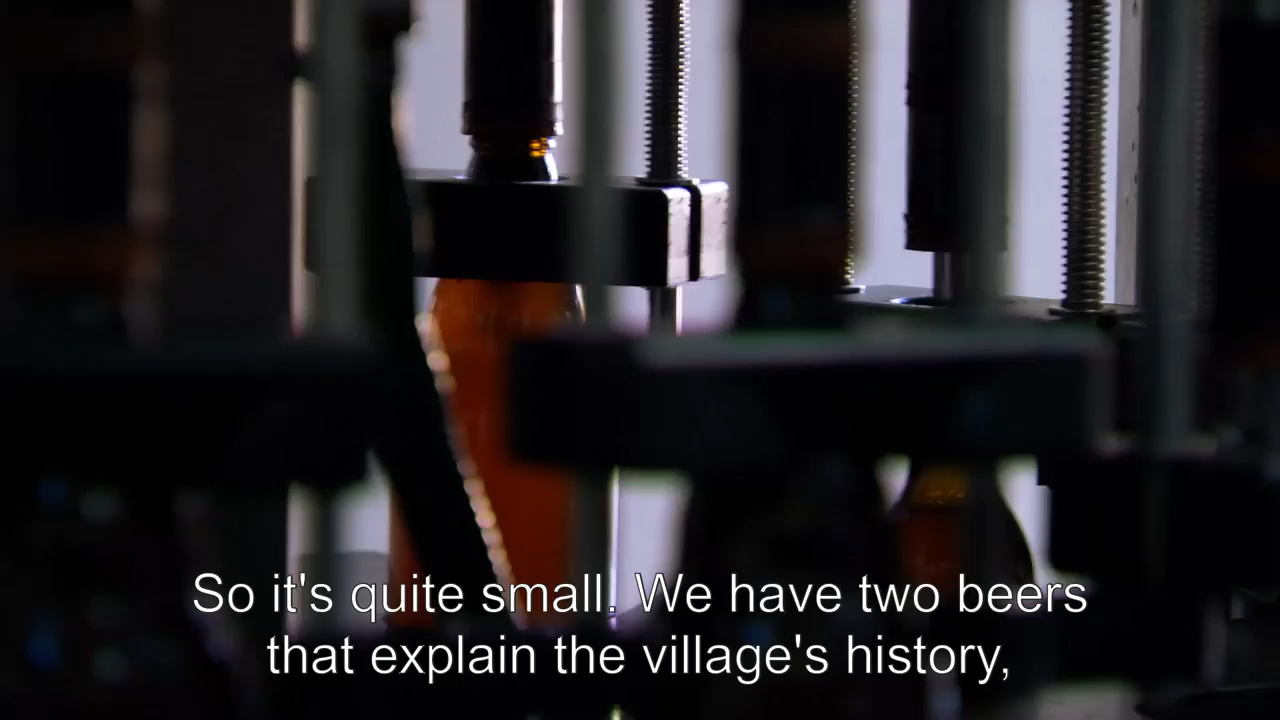 So it's quite small. We have two beers
that explain the village's history,